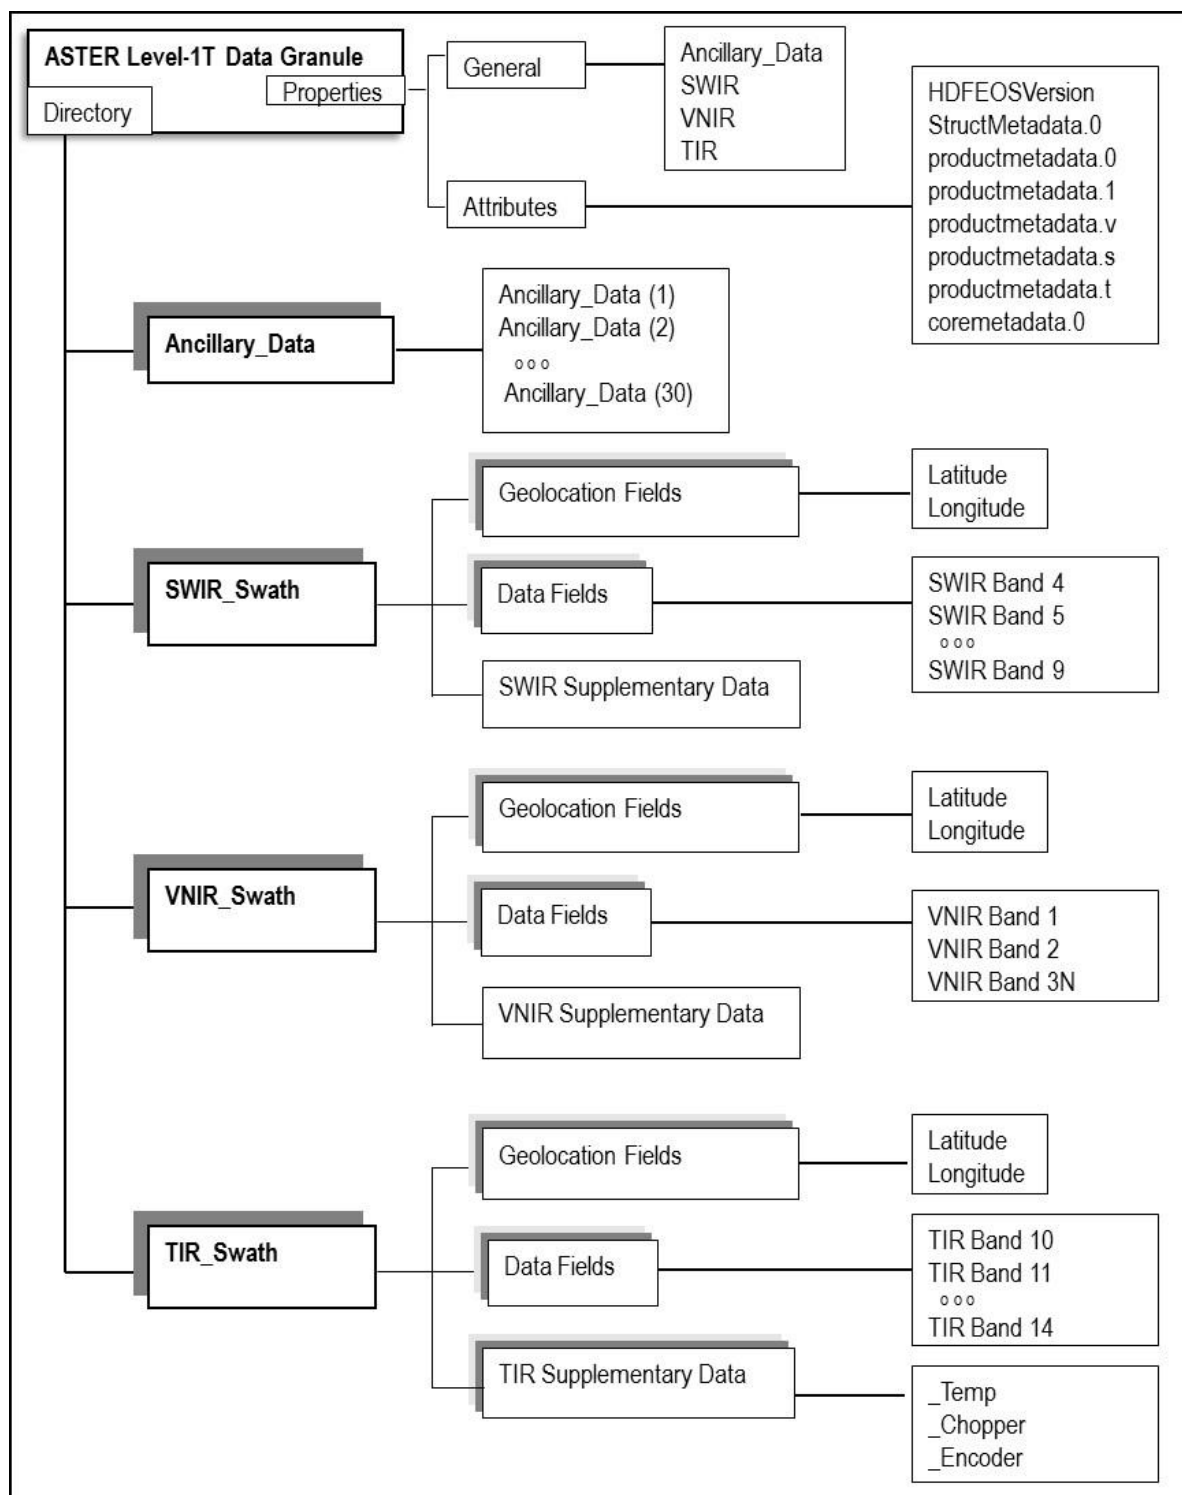 ASTER Level-1T Data Granule
Properties
Directory
General
Ancillary_Data
SWIR
VNIR
TIR
Attributes
HDFEOSVersion
StructMetadata.0
productmetadata.0
productmetadata.1
productmetadata.v
productmetadata.s
productmetadata.t
coremetadata.0
Ancillary_Data
Ancillary_Data (1)
Ancillary_Data (2)
o o o
Ancillary_Data (30)
SWIR_Swath
Geolocation Fields
Latitude
Longitude
Data Fields
SWIR Band 4
SWIR Band 5
o o o
SWIR Band 9
SWIR Supplementary Data
VNIR_Swath
Geolocation Fields
Latitude
Longitude
Data Fields
VNIR Band 1
VNIR Band 2
VNIR Band 3N
VNIR Supplementary Data
TIR_Swath
Geolocation Fields
Latitude
Longitude
Data Fields
TIR Band 10
TIR Band 11
o o o
TIR Band 14
TIR Supplementary Data
_Temp
_Chopper
_Encoder